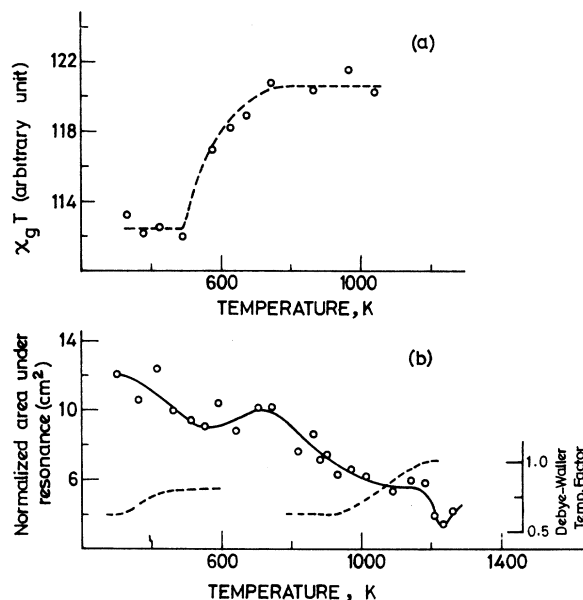 (a)
122
118
114
χgT (arbitrary unit)
600
1000
TEMPERATURE, K
(b)
14
10
6
Normalized area under
resonance (cm²)
1.0
0.5
Debye-Waller
Temp. Factor
600
1000
1400
TEMPERATURE, K